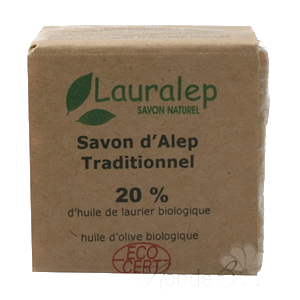 Lauralep
SAVON NATUREL
Savon d'Alep
Traditionnel
20 %
d'huile de laurier biologique
huile d'olive biologique
ECO
CERT